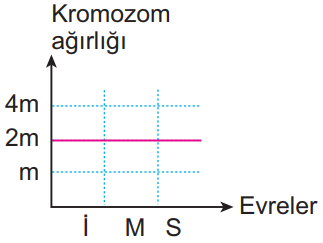 Kromozom
ağırlığı
4m
2m
m
Evreler
İ M S